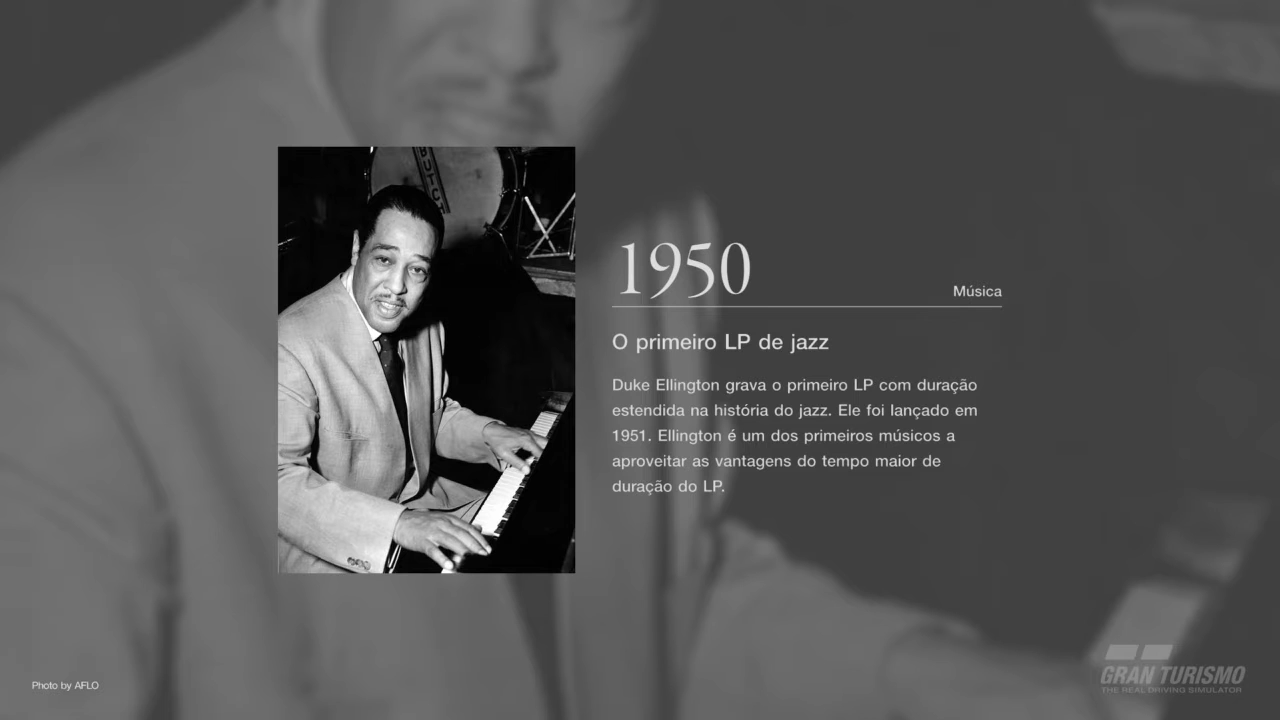 BUTCH
1950
Música
O primeiro LP de jazz
Duke Ellington grava o primeiro LP com duração
estendida na história do jazz. Ele foi lançado em
1951. Ellington é um dos primeiros músicos a
aproveitar as vantagens do tempo maior de
duração do LP.
Photo by AFLO
GRAN TURISMO
THE REAL DRIVING SIMULATOR